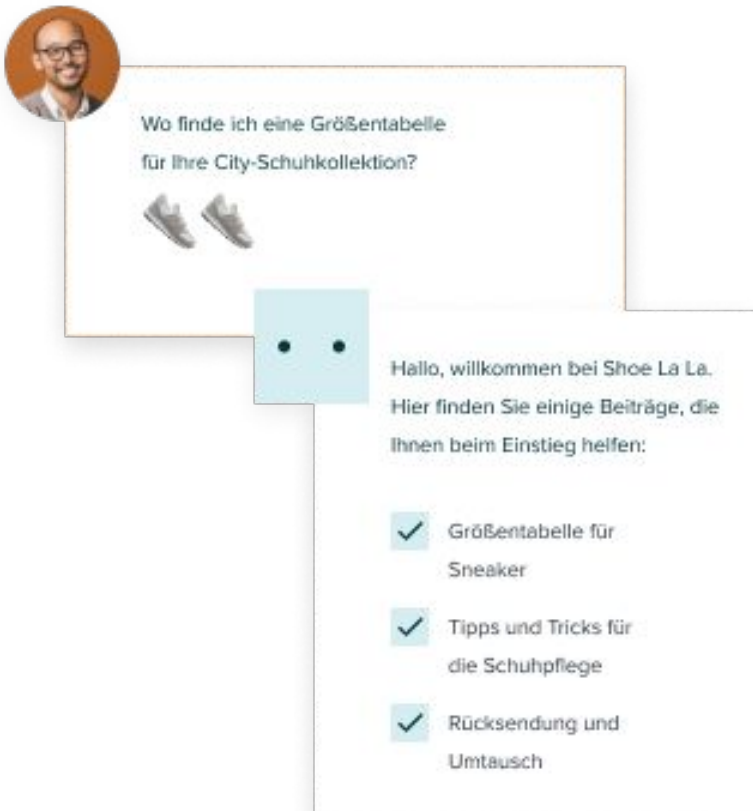 Wo finde ich eine Größentabelle
für Ihre City-Schuhkollektion?
Hallo, willkommen bei Shoe La La.
Hier finden Sie einige Beiträge, die
Ihnen beim Einstieg helfen:
Größentabelle für
Sneaker
Tipps und Tricks für
die Schuhpflege
Rücksendung und
Umtausch